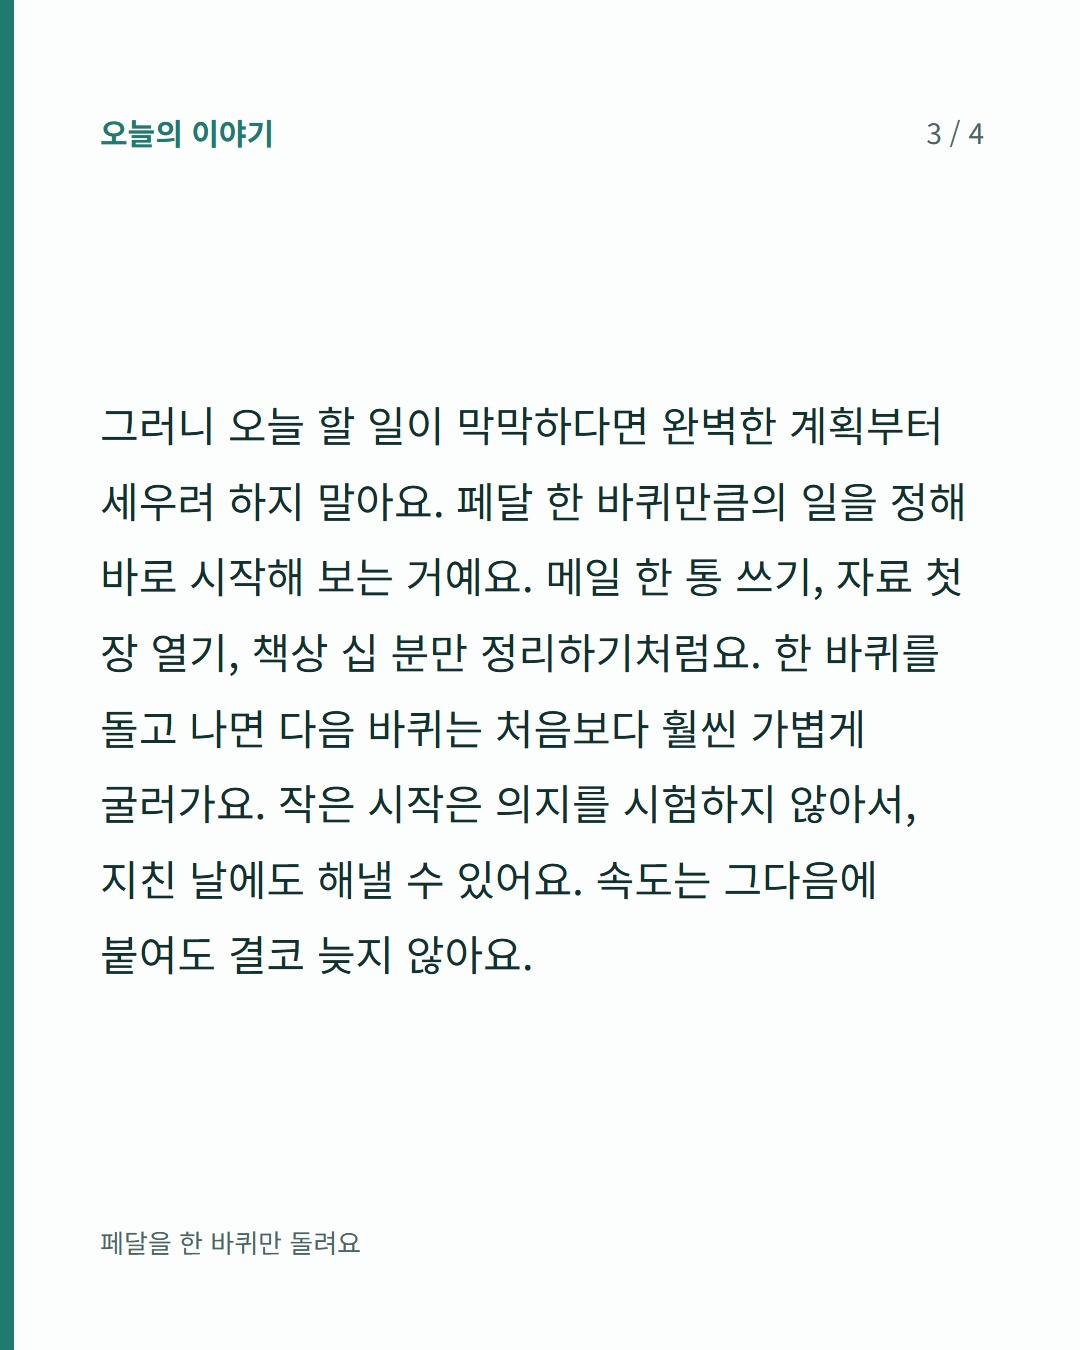 오늘의 이야기
3 / 4
그러니 오늘 할 일이 막막하다면 완벽한 계획부터
세우려 하지 말아요. 페달 한 바퀴만큼의 일을 정해
바로 시작해 보는 거예요. 메일 한 통 쓰기, 자료 첫
장 열기, 책상 십 분만 정리하기처럼요. 한 바퀴를
돌고 나면 다음 바퀴는 처음보다 훨씬 가볍게
굴러가요. 작은 시작은 의지를 시험하지 않아서,
지친 날에도 해낼 수 있어요. 속도는 그다음에
붙여도 결코 늦지 않아요.
페달을 한 바퀴만 돌려요